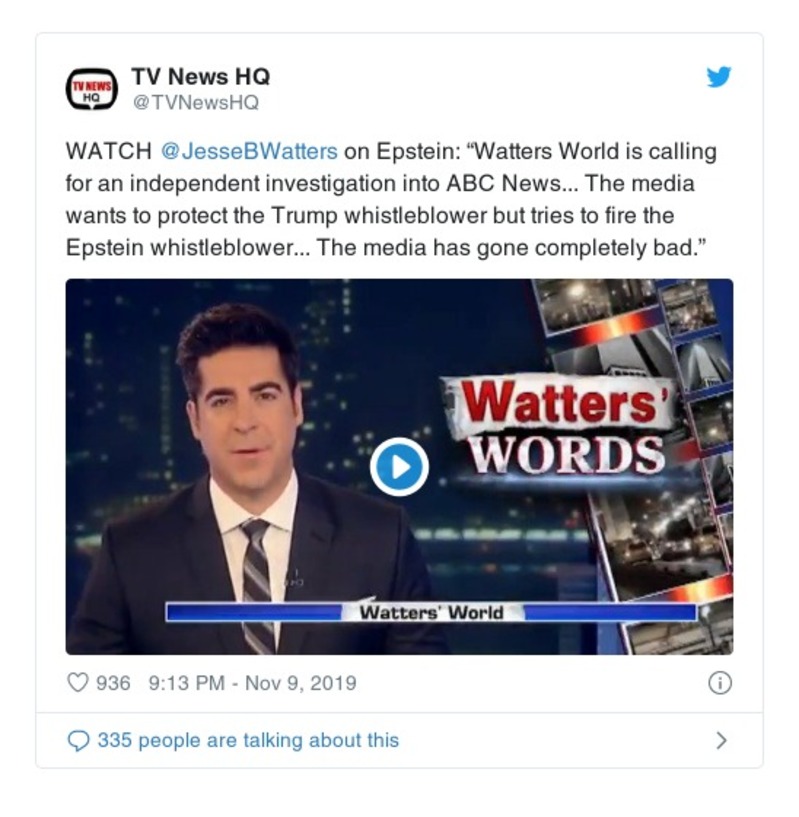 TV NEWS
HQ
TV News HQ
@TVNewsHQ
WATCH @JesseBWatters on Epstein: “Watters World is calling
for an independent investigation into ABC News... The media
wants to protect the Trump whistleblower but tries to fire the
Epstein whistleblower... The media has gone completely bad.”
Watters’
WORDS
Watters' World
936 9:13 PM - Nov 9, 2019
335 people are talking about this